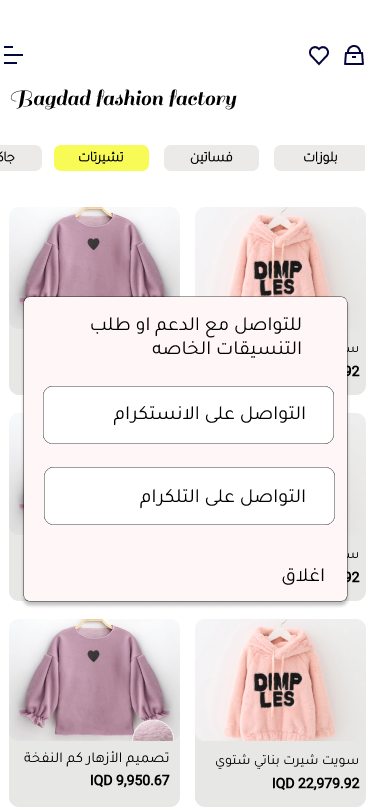 Bagdad fashion factory
بلوزات
فساتين
تشيرتات
جاك
DIMP
LES
س
92
للتواصل مع الدعم او طلب
التنسيقات الخاصه
التواصل على الانستكرام
التواصل على التلكرام
س
92
اغلاق
DIMP
LES
سويت شيرت بناتي شتوي
IQD 22,979.92
تصميم الأزهار كم النفخة
IQD 9,950.67